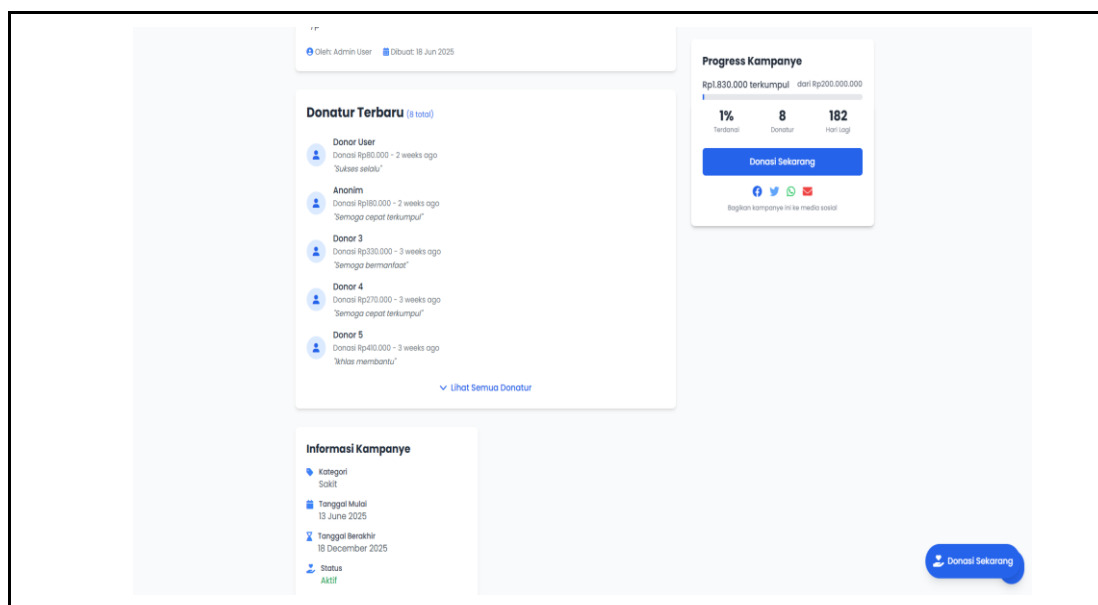 Oleh: Admin User Dibuat: 18 Jun 2025
Donatur Terbaru (8 total)
Donor User
Donasi Rp80.000 - 2 weeks ago
"Sukses selalu"
Anonim
Donasi Rp180.000 - 2 weeks ago
"Semoga cepat terkumpul"
Donor 3
Donasi Rp330.000 - 3 weeks ago
"Semoga bermanfaat"
Donor 4
Donasi Rp270.000 - 3 weeks ago
"Semoga cepat terkumpul"
Donor 5
Donasi Rp410.000 - 3 weeks ago
"Ikhlas membantu"
Lihat Semua Donatur
Informasi Kampanye
Kategori
Sakit
Tanggal Mulai
13 June 2025
Tanggal Berakhir
18 December 2025
Status
Aktif
Progress Kampanye
Rp1.830.000 terkumpul dari Rp200.000.000
1% 8 182
Terdanai Donatur Hari Lagi
Donasi Sekarang
Bagikan kampanye ini ke media sosial
Donasi Sekarang